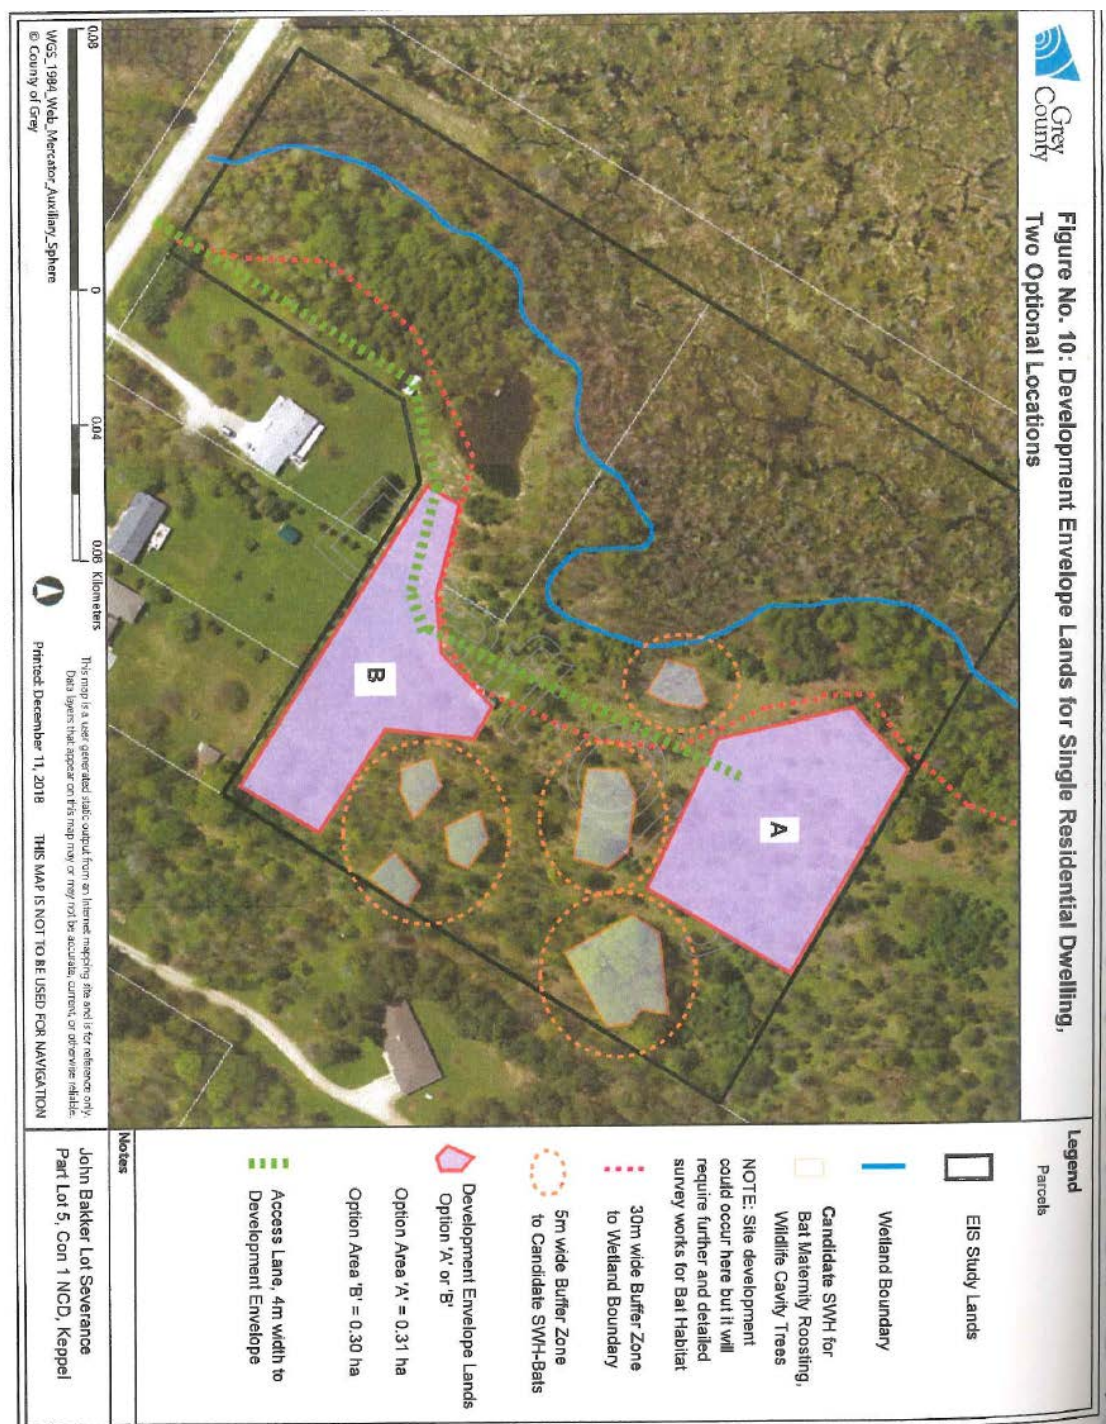 Grey
County
Figure No. 10: Development Envelope Lands for Single Residential Dwelling,
Two Optional Locations
A
B
Legend
Parcels
EIS Study Lands
Wetland Boundary
Candidate SWH for
Bat Maternity Roosting,
Wildlife Cavity Trees
NOTE: Site development
could occur here but it will
require further and detailed
survey works for Bat Habitat
30m wide Buffer Zone
to Wetland Boundary
5m wide Buffer Zone
to Candidate SWH-Bats
Development Envelope Lands
Option 'A' or 'B'
Option Area 'A' = 0.31 ha
Option Area 'B' = 0.30 ha
Access Lane, 4m width to
Development Envelope
Notes
John Bakker Lot Severance
Part Lot 5, Con 1 NCD, Keppel
0.08 0 0.04 0.08 Kilometers
WGS_1984_Web_Mercator_Auxiliary_Sphere
© County of Grey
This map is a user generated static output from an Internet mapping site and is for reference only.
Data layers that appear on this map may or may not be accurate, current, or otherwise reliable.
Printed: December 11, 2018 THIS MAP IS NOT TO BE USED FOR NAVIGATION